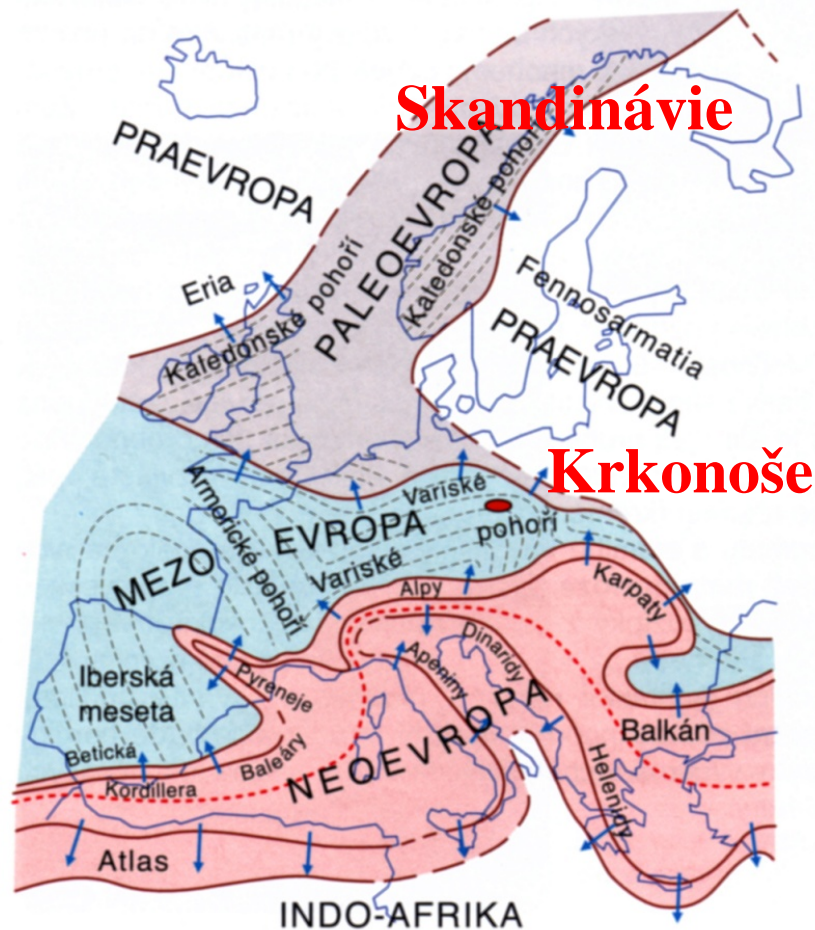 Skandinávie
PRAEVROPA
PALEOEVROPA
Kaledonské pohoří
Eria
Kaledonské pohoří
Fennosarmatia
PRAEVROPA
Krkonoše
Armorické pohoří
Variské
EVROPA
pohoří
MEZO
Variské
Alpy
Karpaty
Iberská
meseta
Pyreneje
Apeniny
Dinaridy
Betická
Kordillera
Baleáry
NEOEVROPA
Balkán
Helenidy
Atlas
INDO-AFRIKA